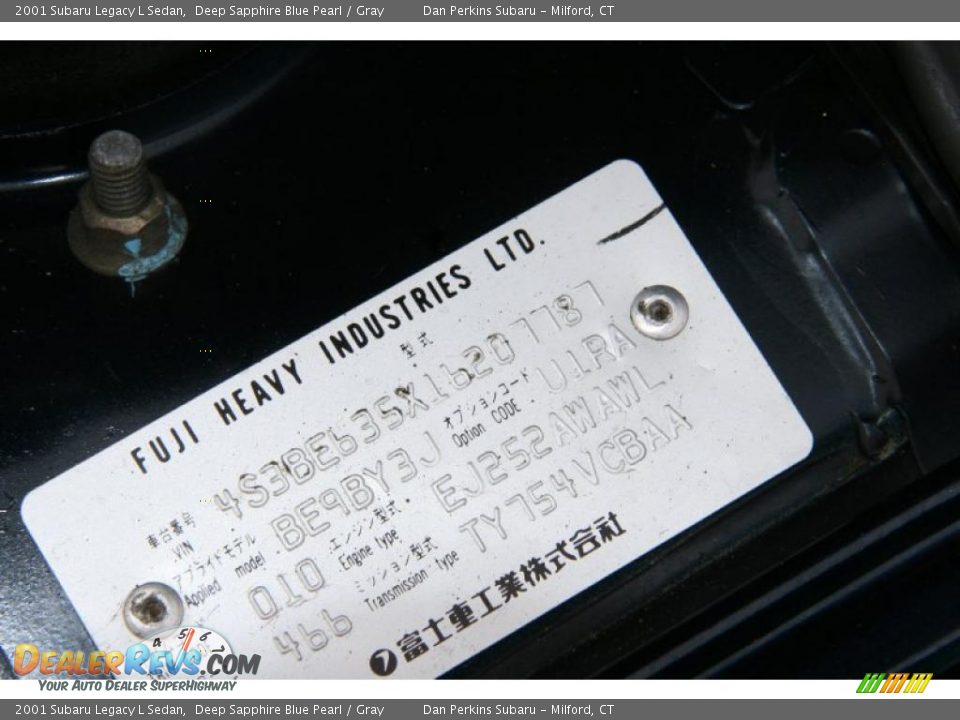 2001 Subaru Legacy L Sedan, Deep Sapphire Blue Pearl / Gray Dan Perkins Subaru - Milford, CT
FUJI HEAVY INDUSTRIES LTD.
型式
車台番号
VIN
4S3BE635X16207787
アプライドモデル
Applied model
BE9BY3J
オプションコード
Option CODE
U11RA
010
エンジン型式
Engine type
EJ252AWAWL
466
ミッション型式
Transmission type
TY754VCBAA
富士重工業株式会社
4 5 6
DEALERREVS.COM
YOUR AUTO DEALER SUPERHIGHWAY
2001 Subaru Legacy L Sedan, Deep Sapphire Blue Pearl / Gray Dan Perkins Subaru - Milford, CT